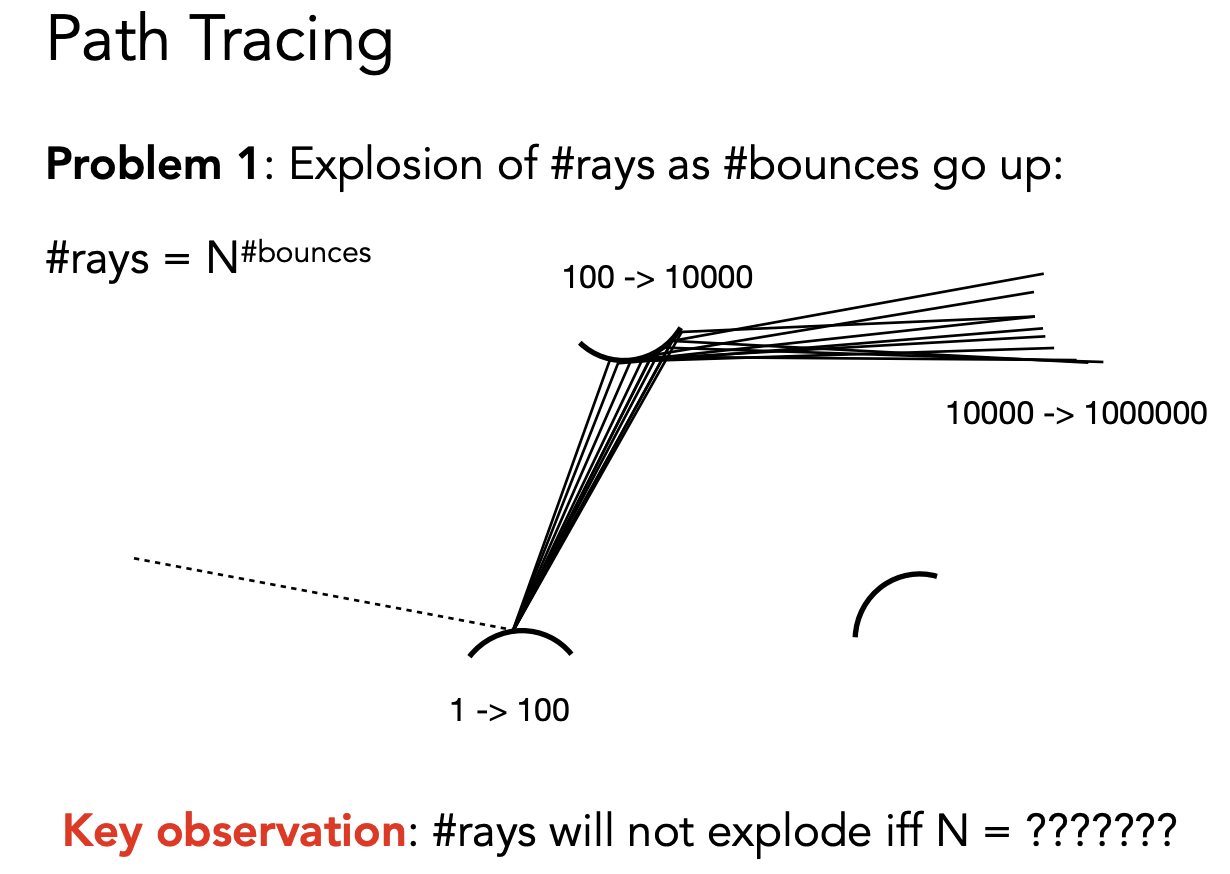 Path Tracing
Problem 1: Explosion of #rays as #bounces go up:
#rays = N^#bounces
100 -> 10000
10000 -> 1000000
1 -> 100
Key observation: #rays will not explode iff N = ???????